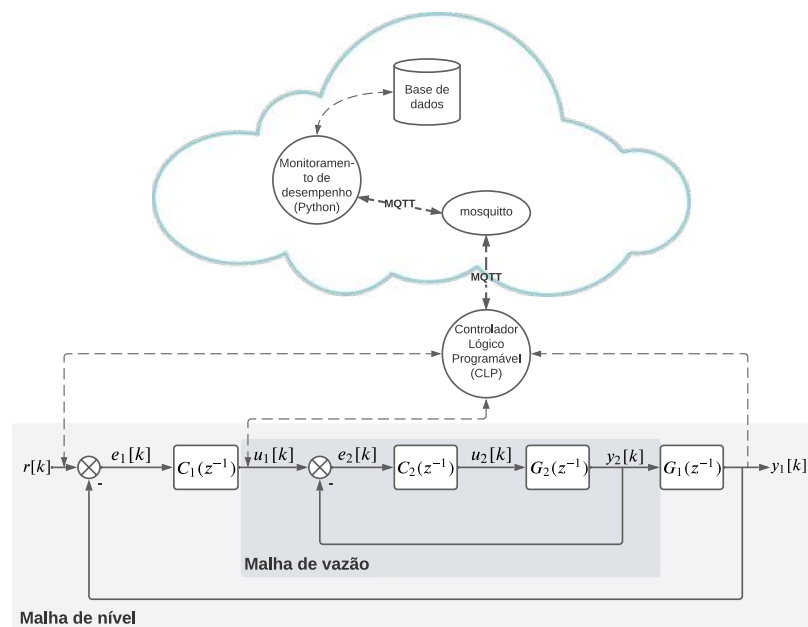 Base de
dados
Monitoramen-
to de
desempenho
(Python)
MQTT
mosquitto
MQTT
Controlador
Lógico
Programável
(CLP)
r[k]
e₁[k]
C₁(z⁻¹)
u₁[k]
e₂[k]
C₂(z⁻¹)
u₂[k]
G₂(z⁻¹)
y₂[k]
G₁(z⁻¹)
y₁[k]
-
-
Malha de vazão
Malha de nível